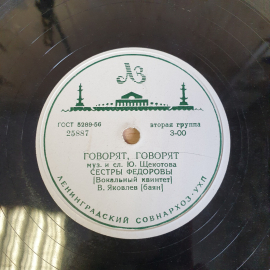 ЛЗ
ГОСТ 5289-56
вторая группа
25887
3-00
ГОВОРЯТ, ГОВОРЯТ
муз. и сл. Ю. Щекотова
СЕСТРЫ ФЕДОРОВЫ
[Вокальный квинтет]
В. Яковлев [баян]
ЛЕНИНГРАДСКИЙ СОВНАРХОЗ·УХП